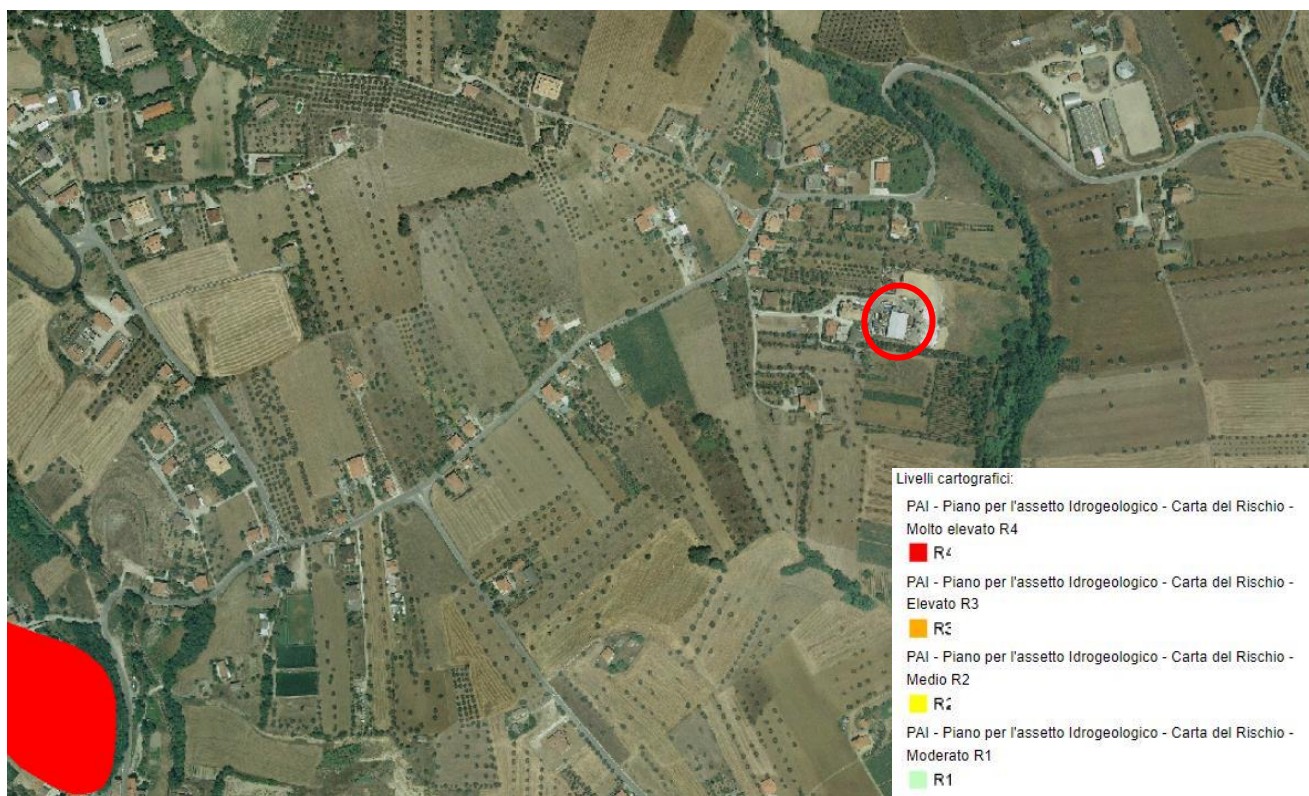 Livelli cartografici:
PAI - Piano per l'assetto Idrogeologico - Carta del Rischio -
Molto elevato R4
R4
PAI - Piano per l'assetto Idrogeologico - Carta del Rischio -
Elevato R3
R3
PAI - Piano per l'assetto Idrogeologico - Carta del Rischio -
Medio R2
R2
PAI - Piano per l'assetto Idrogeologico - Carta del Rischio -
Moderato R1
R1